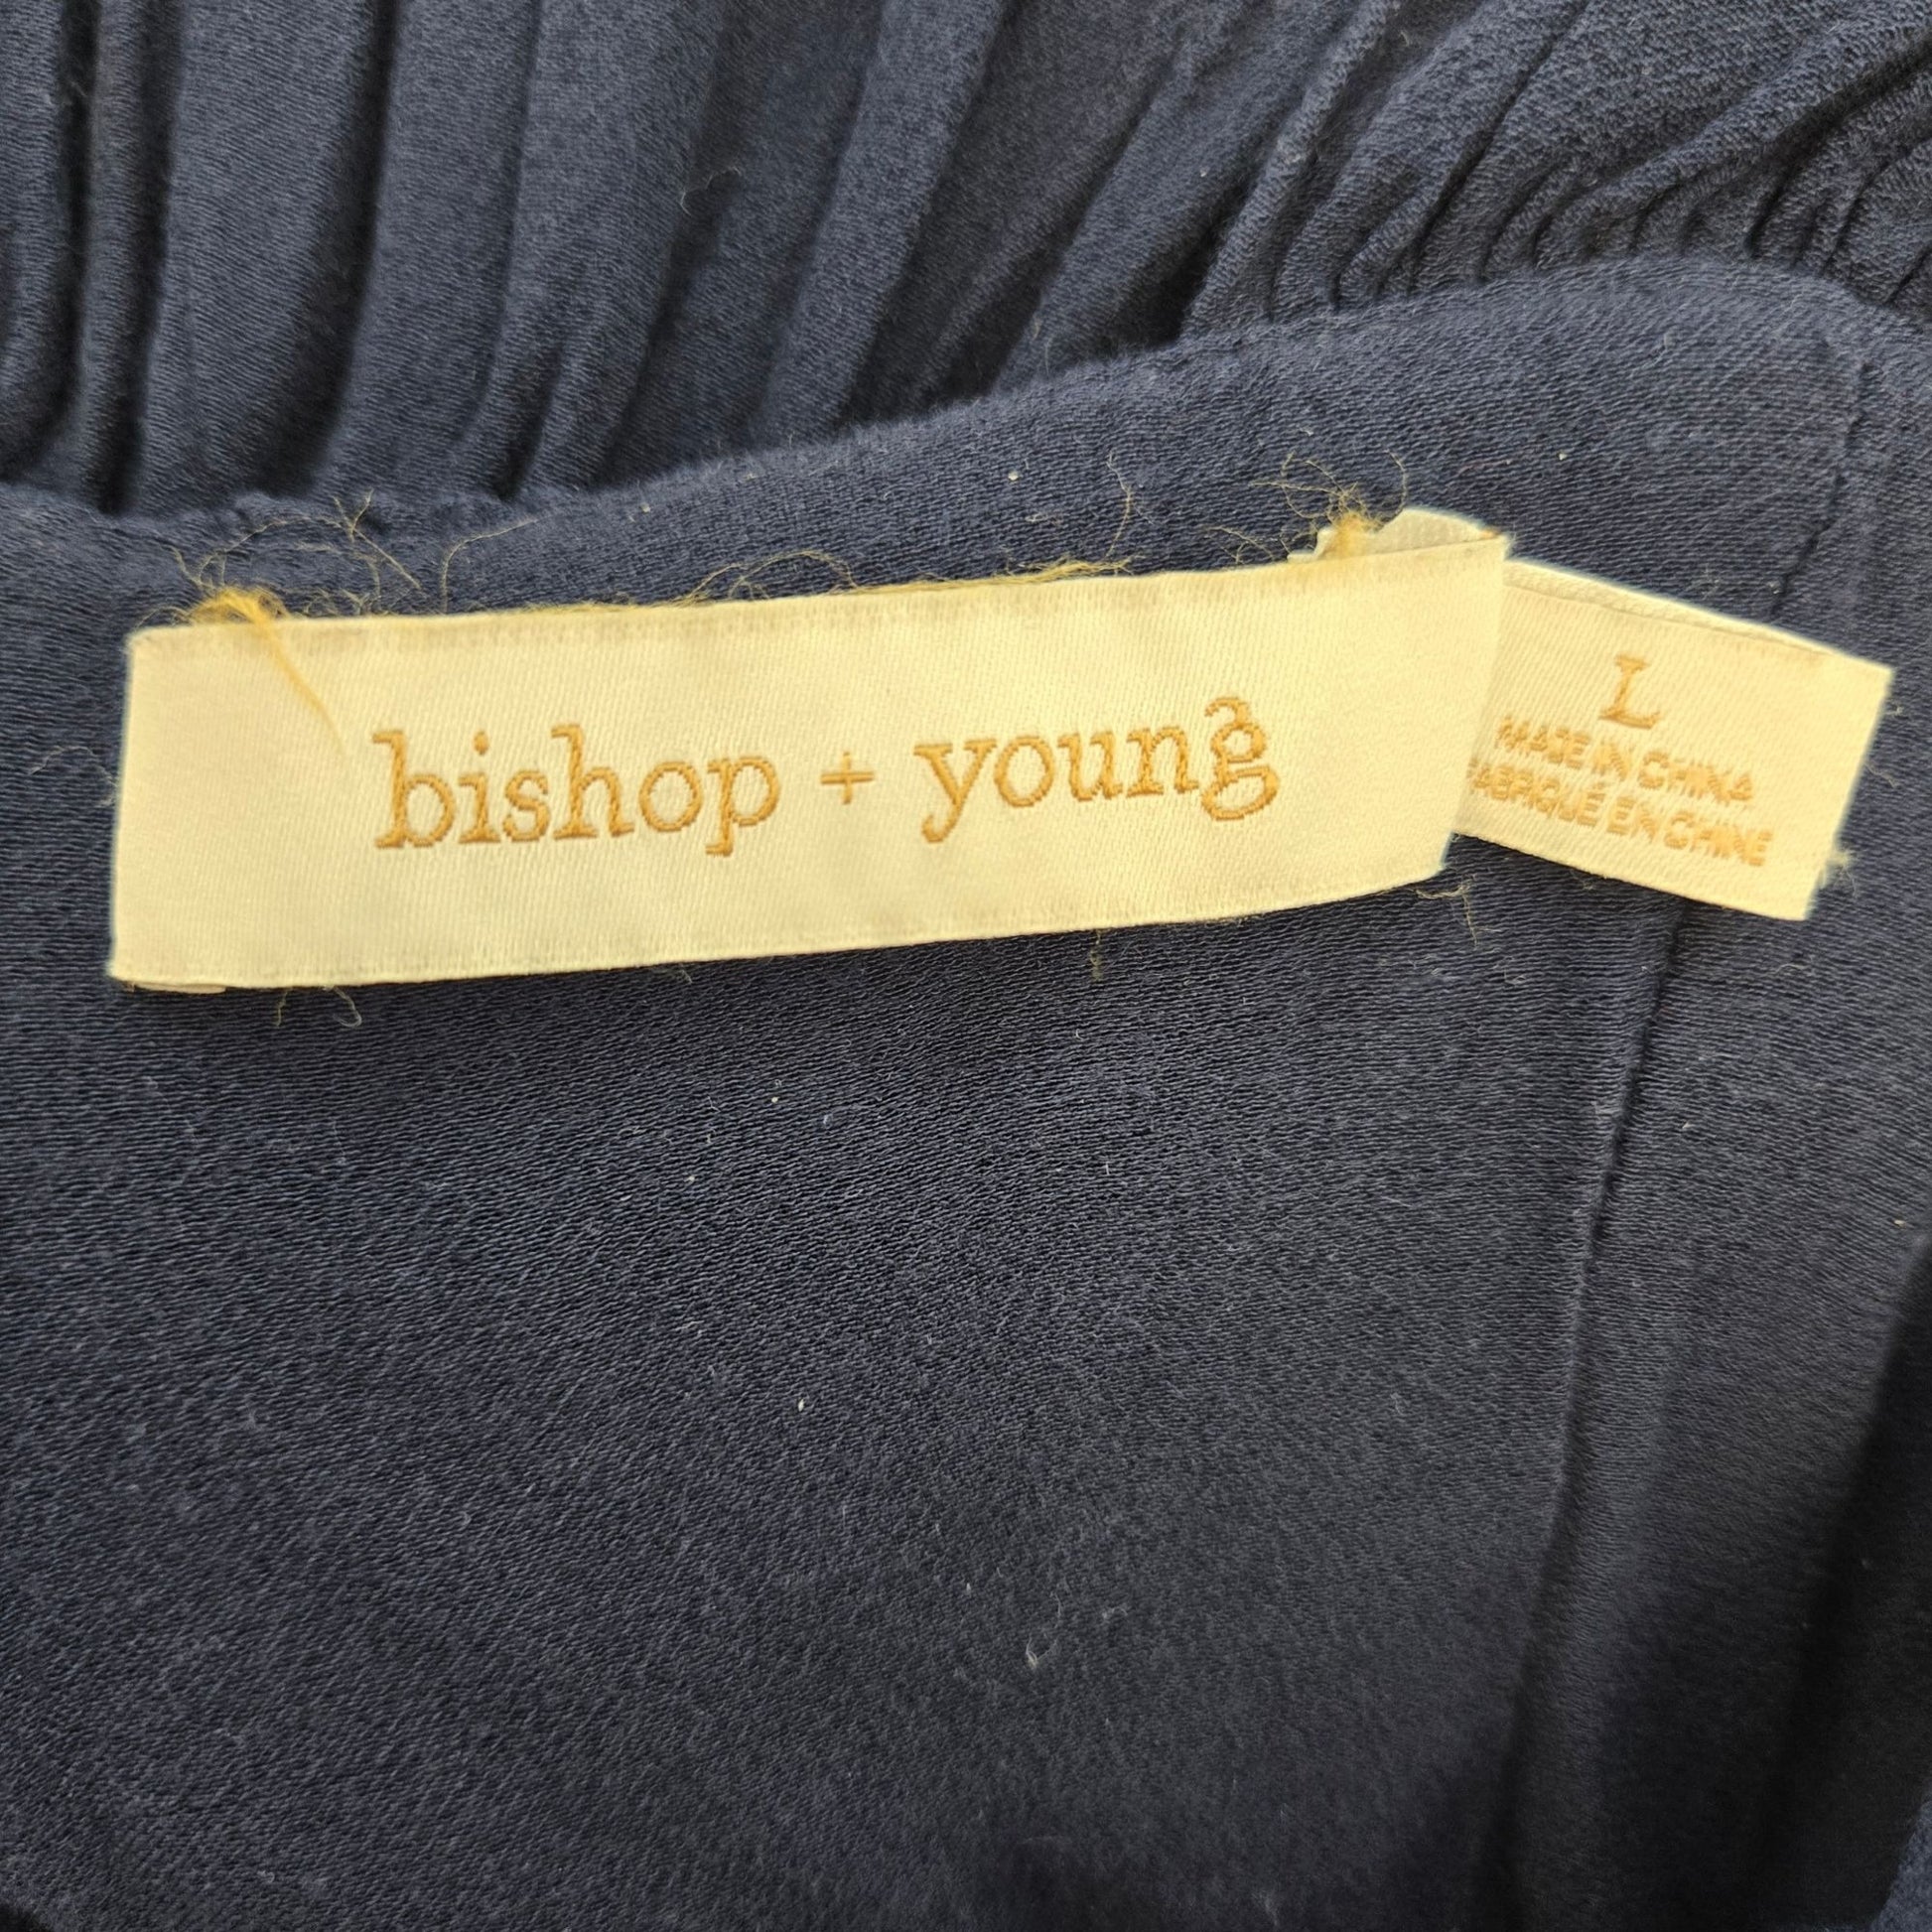 bishop + young
L
MADE IN CHINA
FABRIQUÉ EN CHINE